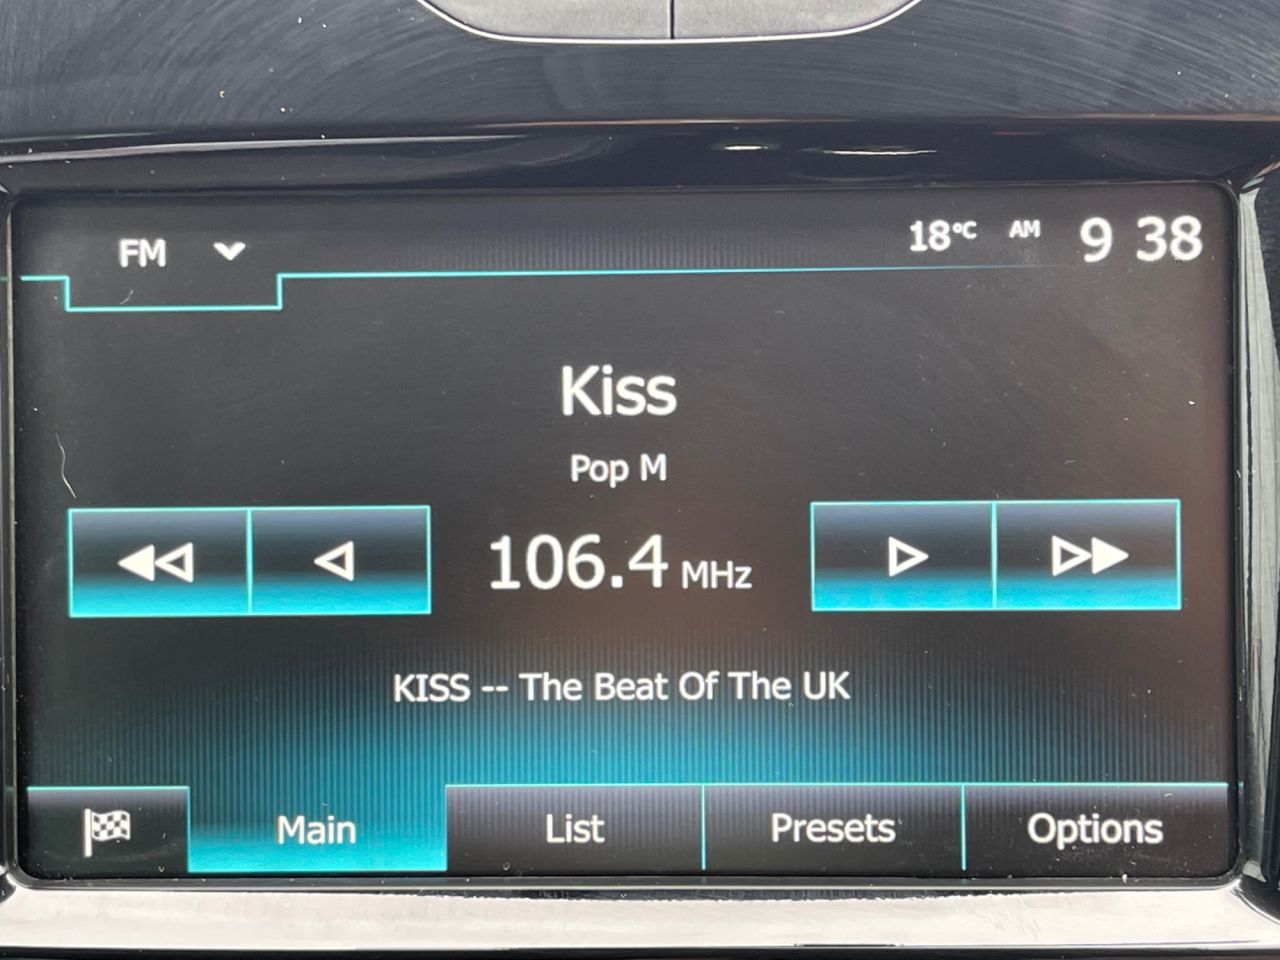 FM
18°C AM 9 38
Kiss
Pop M
106.4 MHz
KISS -- The Beat Of The UK
Main List Presets Options